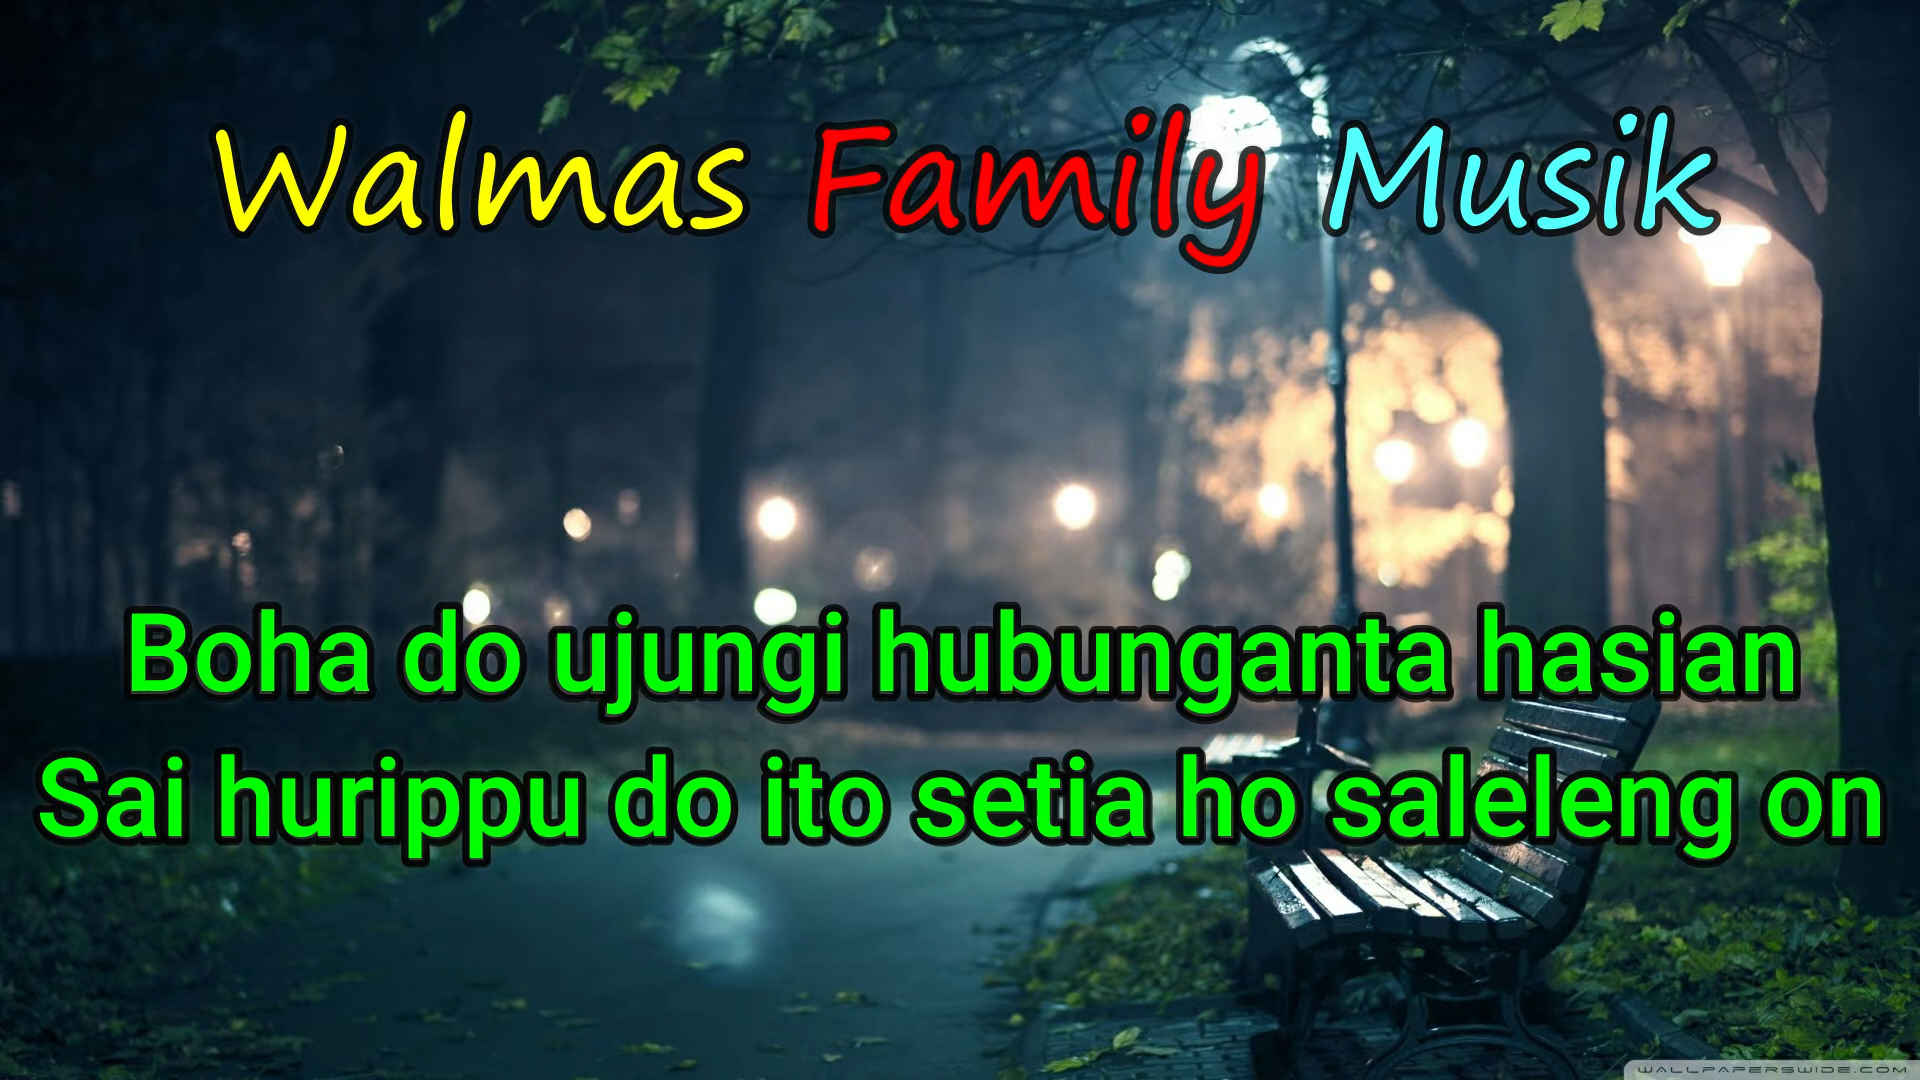 Walmas Family Musik
Boha do ujungi hubunganta hasian
Sai hurippu do ito setia ho saleleng on
WALLPAPERSWIDE.COM